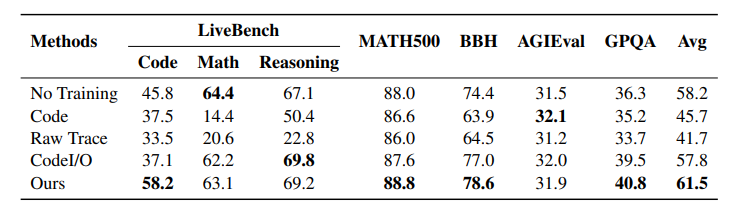 Methods LiveBench MATH500 BBH AGIEval GPQA Avg
Code Math Reasoning
No Training 45.8 64.4 67.1 88.0 74.4 31.5 36.3 58.2
Code 37.5 14.4 50.4 86.6 63.9 32.1 35.2 45.7
Raw Trace 33.5 20.6 22.8 86.0 64.5 31.2 33.7 41.7
CodeI/O 37.1 62.2 69.8 87.6 77.0 32.0 39.5 57.8
Ours 58.2 63.1 69.2 88.8 78.6 31.9 40.8 61.5